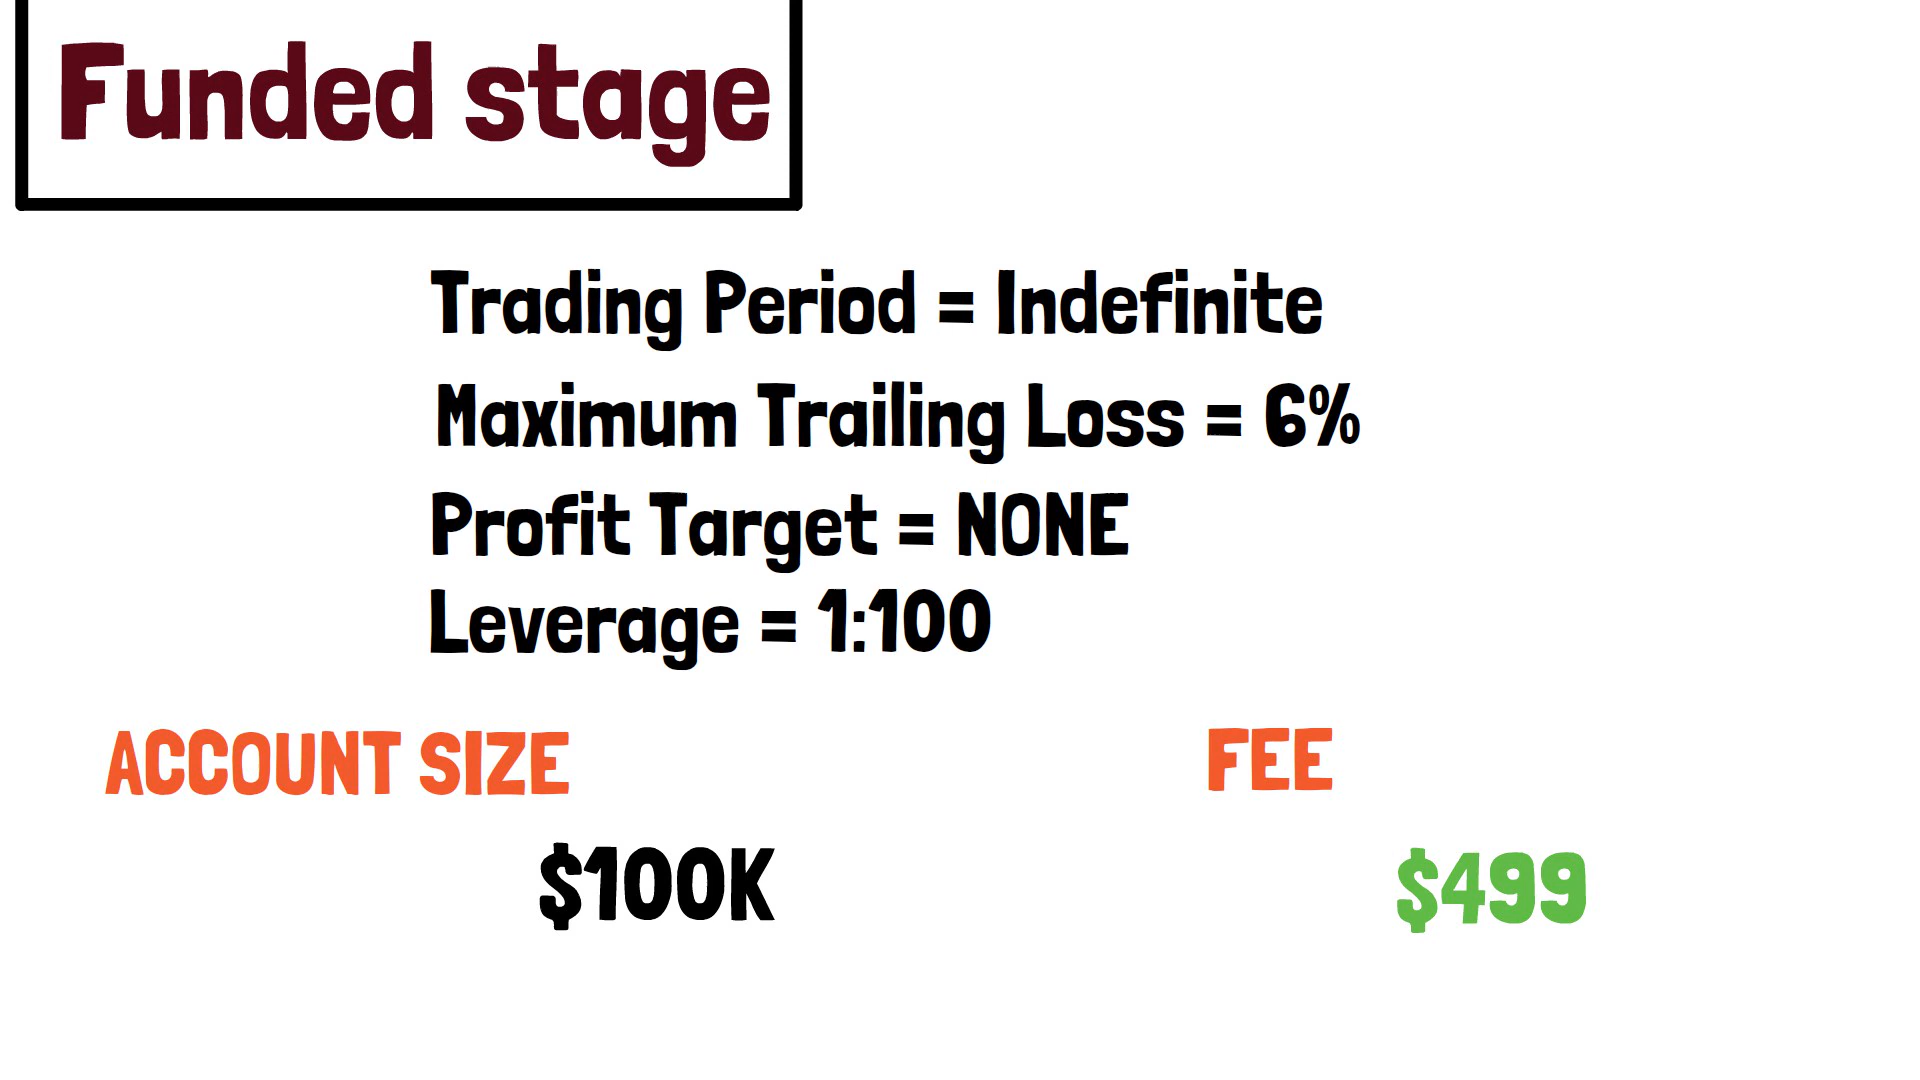 Funded stage
Trading Period = Indefinite
Maximum Trailing Loss = 6%
Profit Target = NONE
Leverage = 1:100
ACCOUNT SIZE FEE
$100K $499